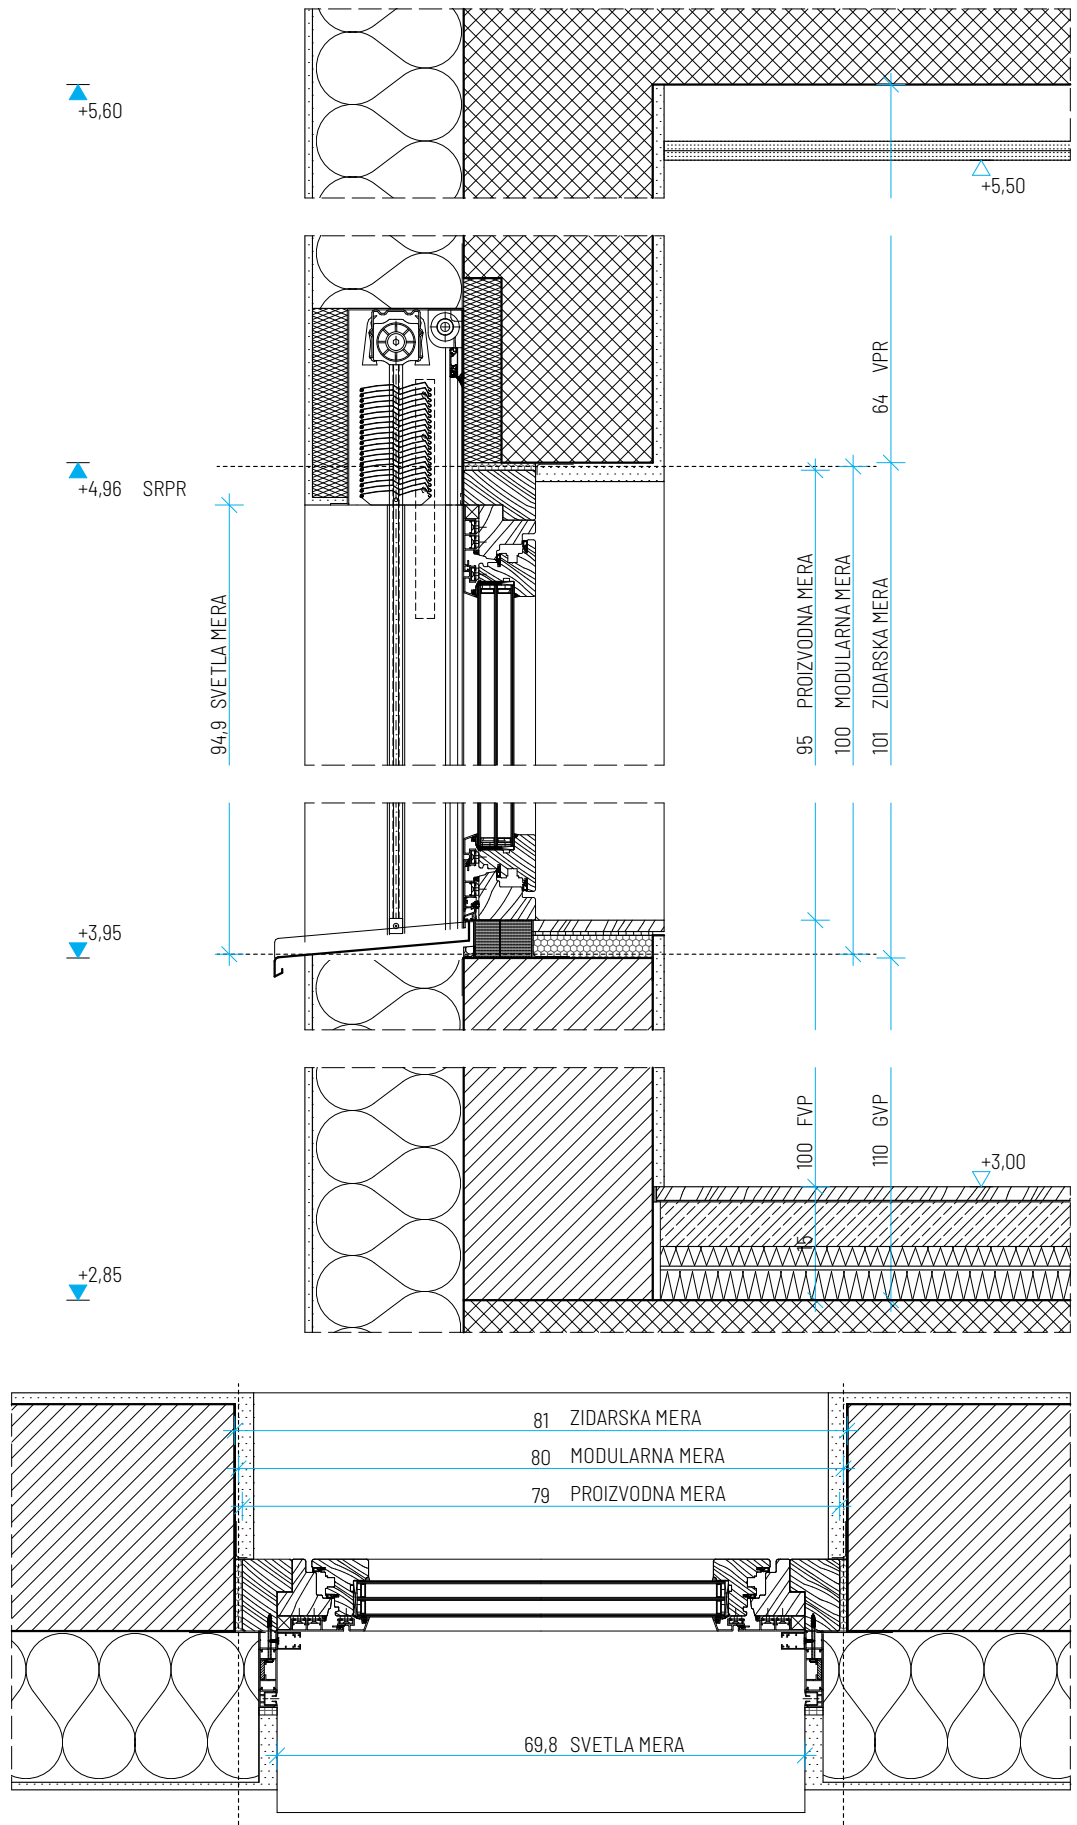 +5,60
+5,50
64 VPR
+4,96 SRPR
94,9 SVETLA MERA
95 PROIZVODNA MERA
100 MODULARNA MERA
101 ZIDARSKA MERA
+3,95
100 FVP
110 GVP
+3,00
15
+2,85
81 ZIDARSKA MERA
80 MODULARNA MERA
79 PROIZVODNA MERA
69,8 SVETLA MERA